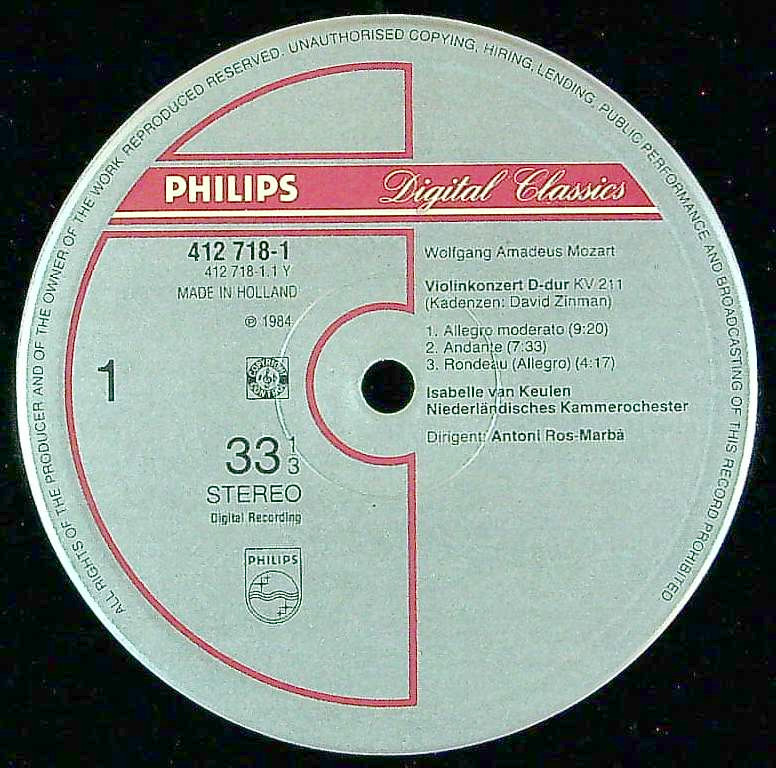 ALL RIGHTS OF THE PRODUCER AND OF THE OWNER OF THE WORK REPRODUCED RESERVED. UNAUTHORISED COPYING, HIRING, LENDING, PUBLIC PERFORMANCE AND BROADCASTING OF THIS RECORD PROHIBITED
PHILIPS Digital Classics
412 718-1
412 718-1.1 Y
MADE IN HOLLAND
℗ 1984
1
COPYRIGHT
CONTROL
33 1/3
STEREO
Digital Recording
PHILIPS
Wolfgang Amadeus Mozart
Violinkonzert D-dur KV 211
(Kadenzen: David Zinman)
1. Allegro moderato (9:20)
2. Andante (7:33)
3. Rondeau (Allegro) (4:17)
Isabelle van Keulen
Niederländisches Kammerochester
Dirigent: Antoni Ros-Marbà